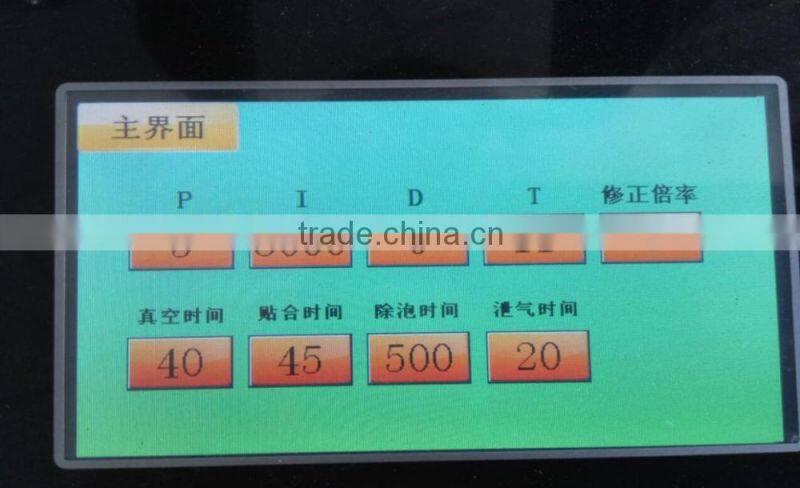 主界面
P I D T 修正倍率
trade.china.cn
真空时间 贴合时间 除泡时间 泄气时间
40 45 500 20